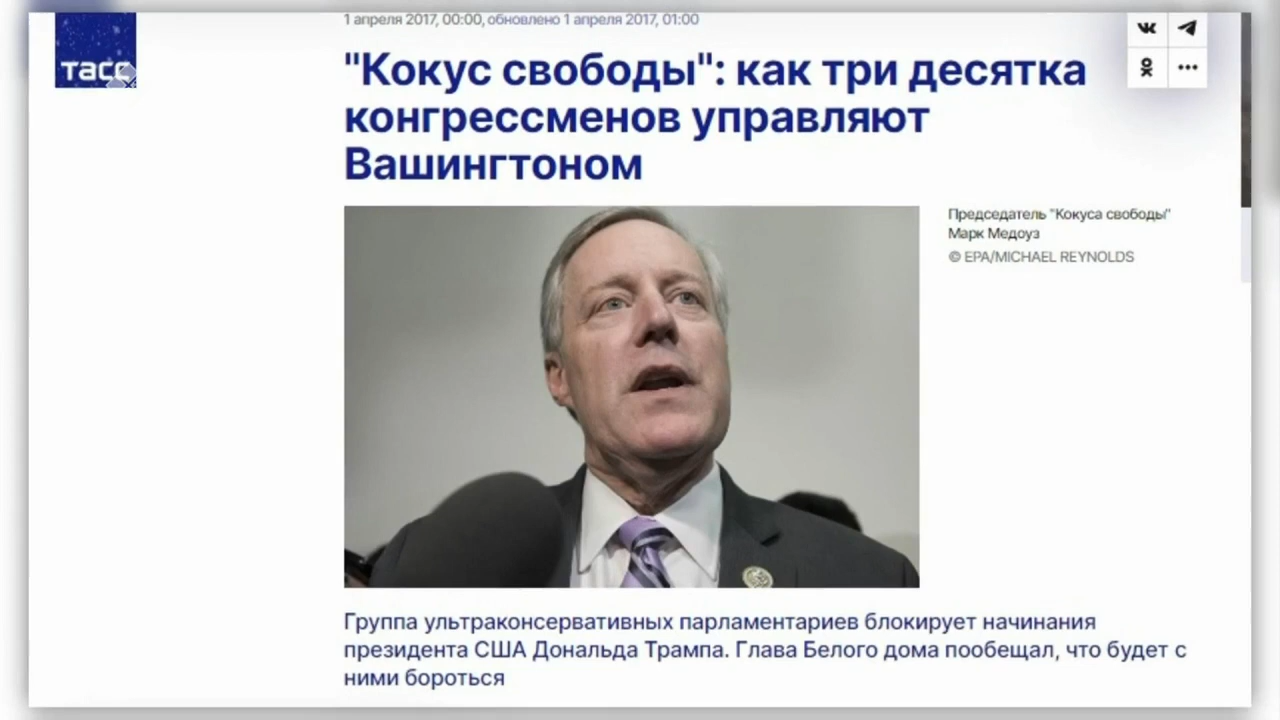 1 апреля 2017, 00:00, обновлено 1 апреля 2017, 01:00
тасс
"Кокус свободы": как три десятка
конгрессменов управляют
Вашингтоном
Председатель "Кокуса свободы"
Марк Медоуз
© EPA/MICHAEL REYNOLDS
Группа ультраконсервативных парламентариев блокирует начинания
президента США Дональда Трампа. Глава Белого дома пообещал, что будет с
ними бороться